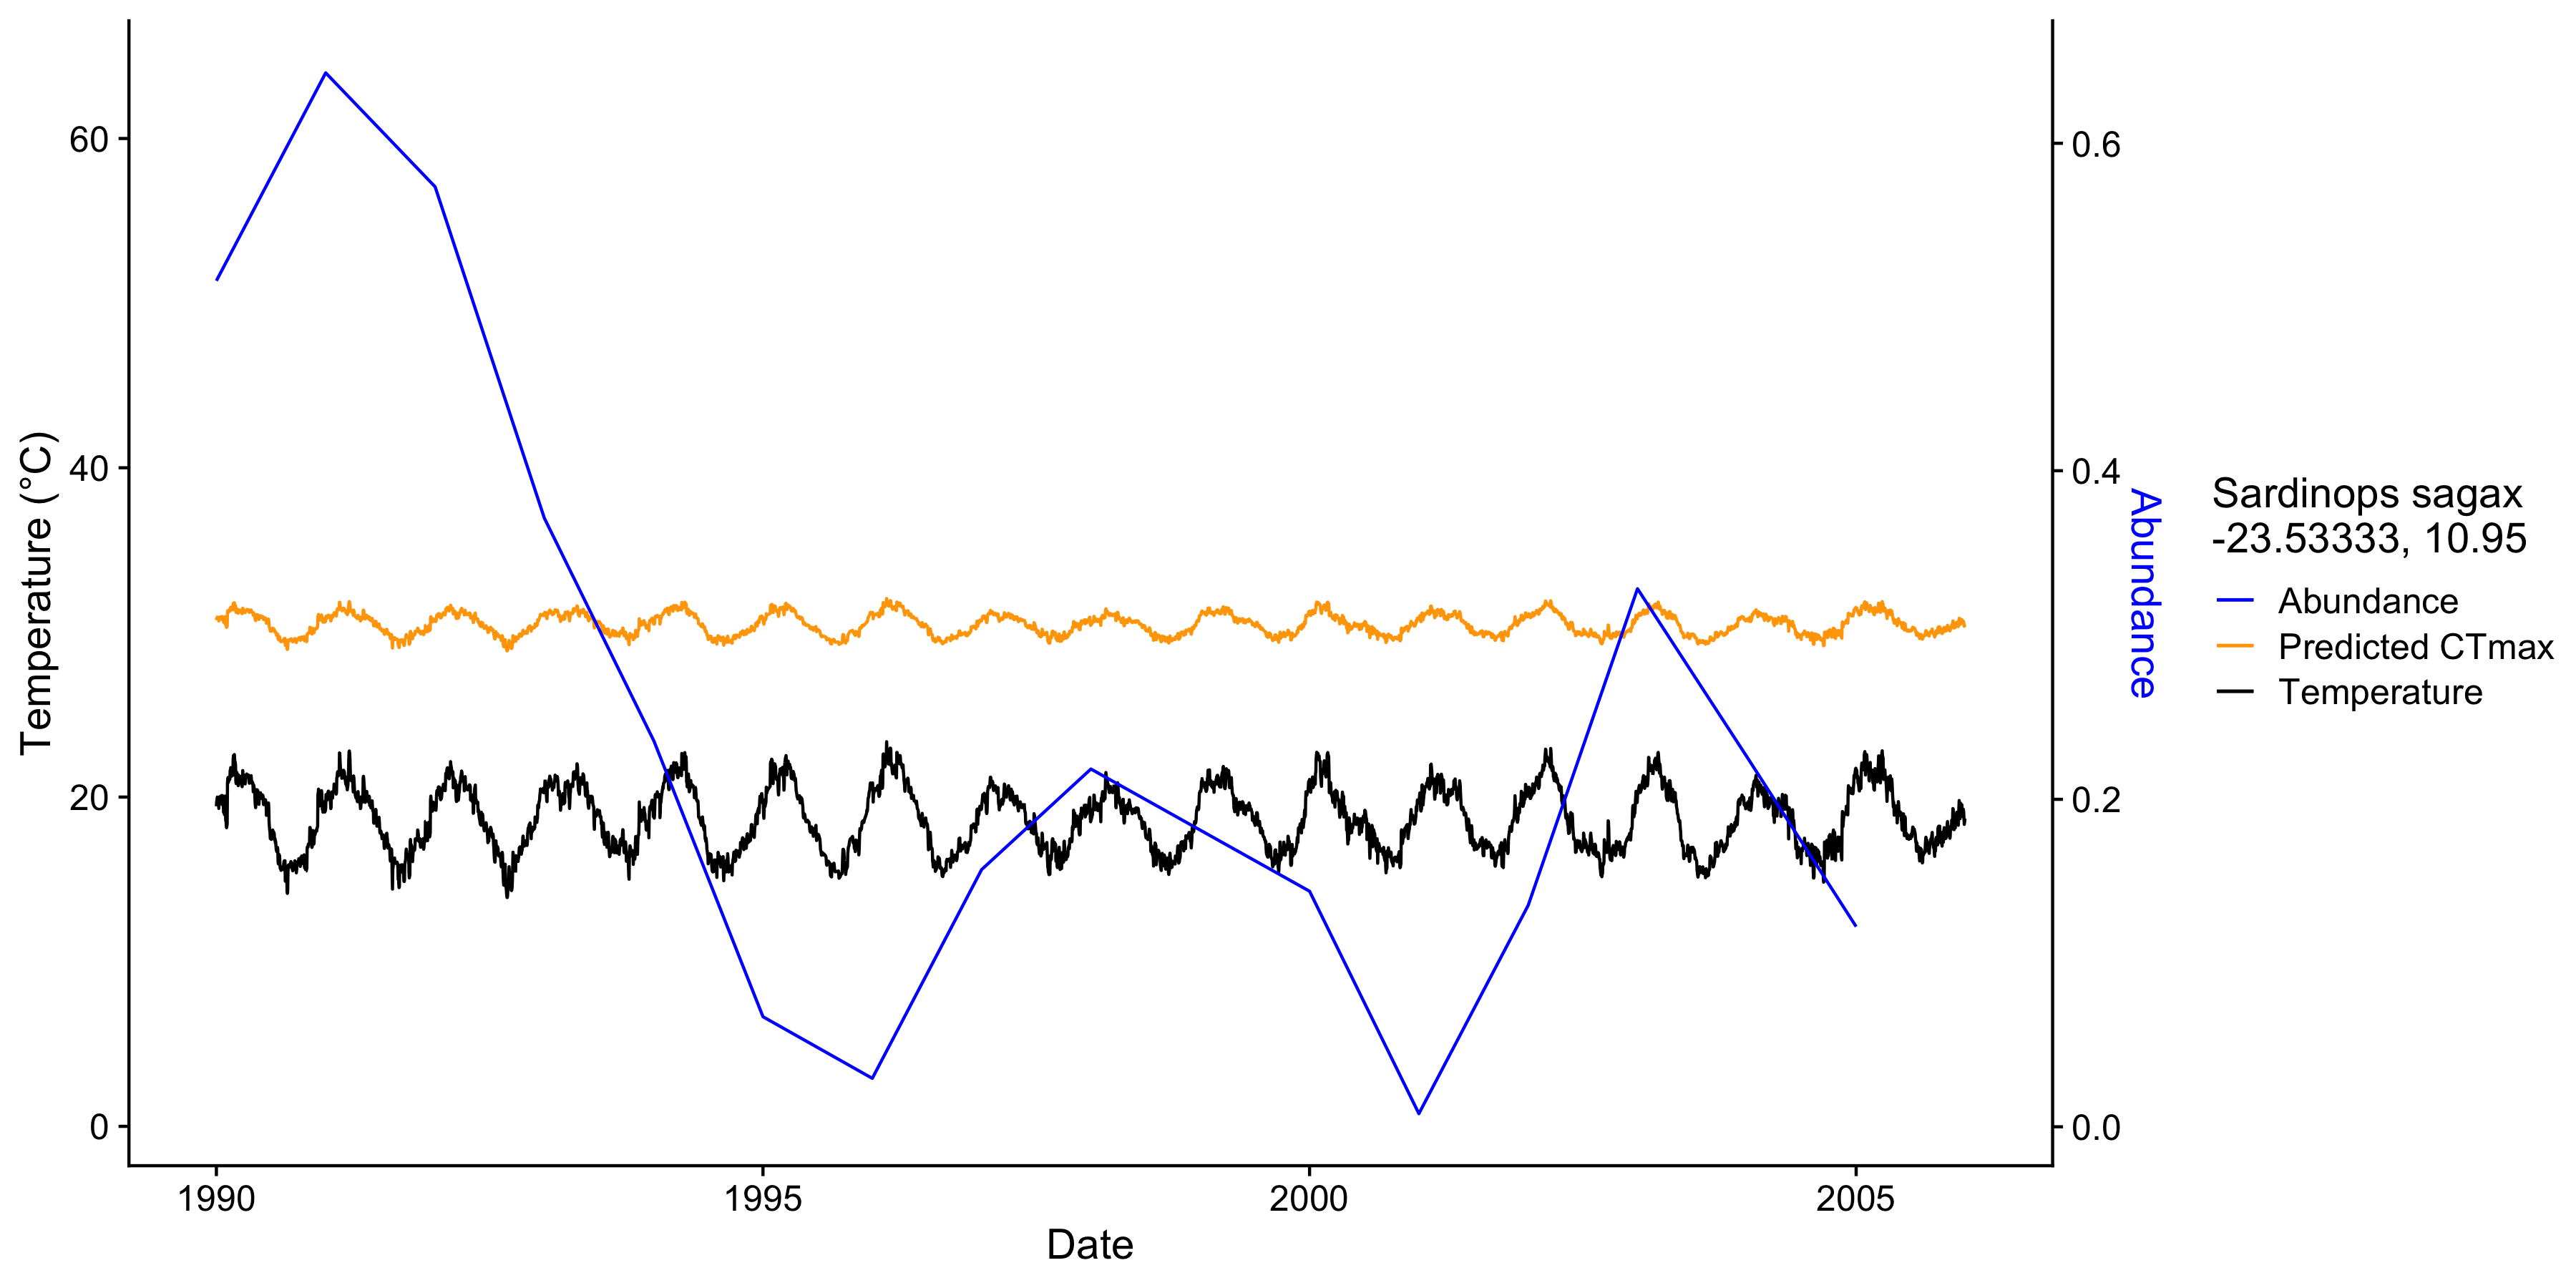 Temperature (°C)
60
40
20
0
1990
1995
2000
2005
Date
0.6
0.4
0.2
0.0
Abundance
Sardinops sagax
-23.53333, 10.95
Abundance
Predicted CTmax
Temperature